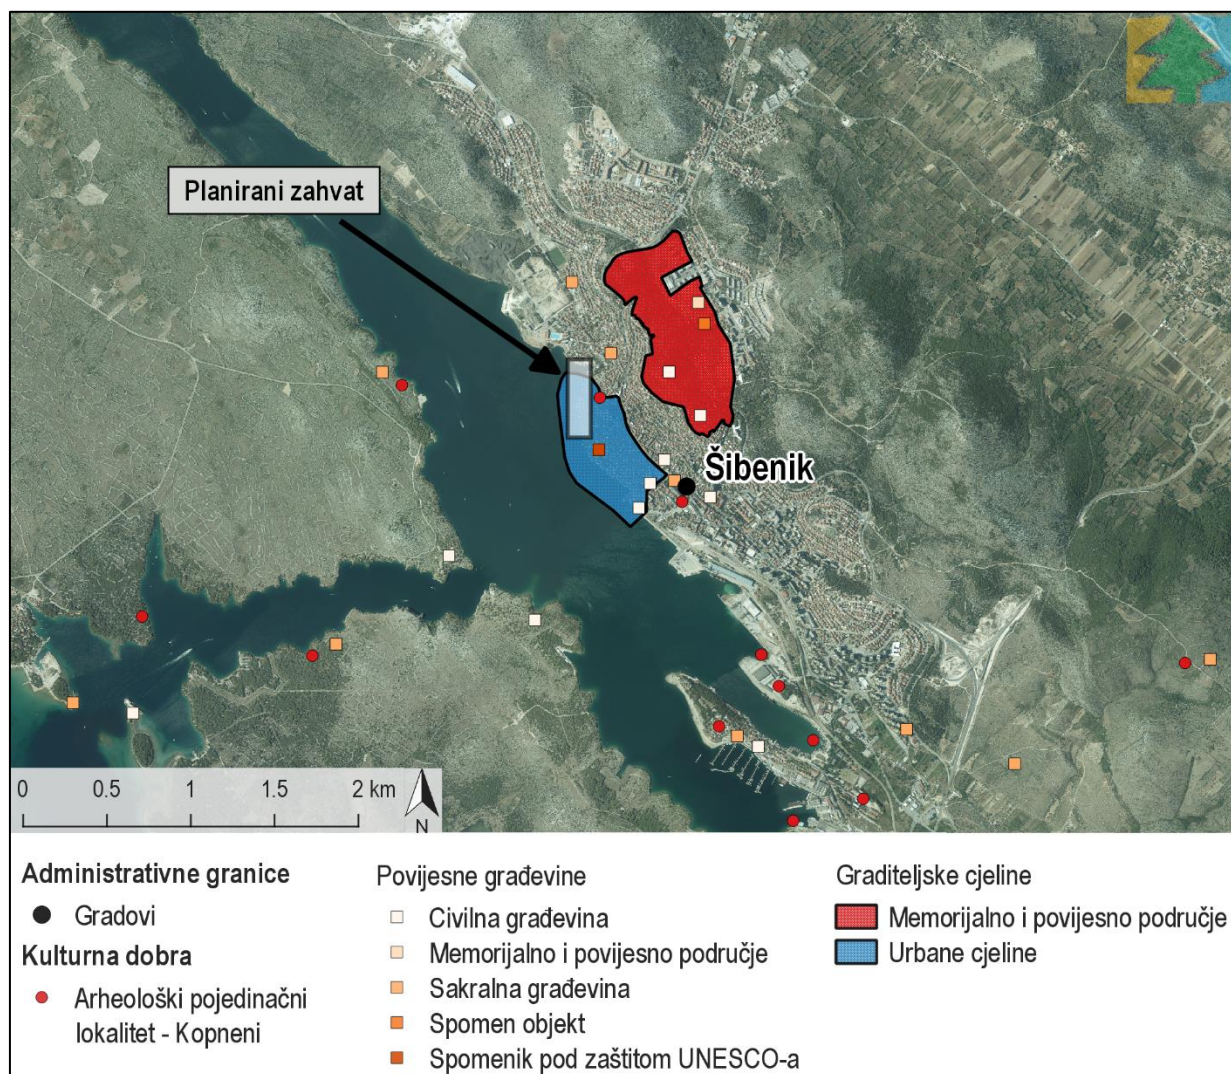 Planirani zahvat
Šibenik
0 0.5 1 1.5 2 km
N
Administrativne granice
Gradovi
Kulturna dobra
Arheološki pojedinačni
lokalitet - Kopneni
Povijesne građevine
Civilna građevina
Memorijalno i povijesno područje
Sakralna građevina
Spomen objekt
Spomenik pod zaštitom UNESCO-a
Graditeljske cjeline
Memorijalno i povijesno područje
Urbane cjeline